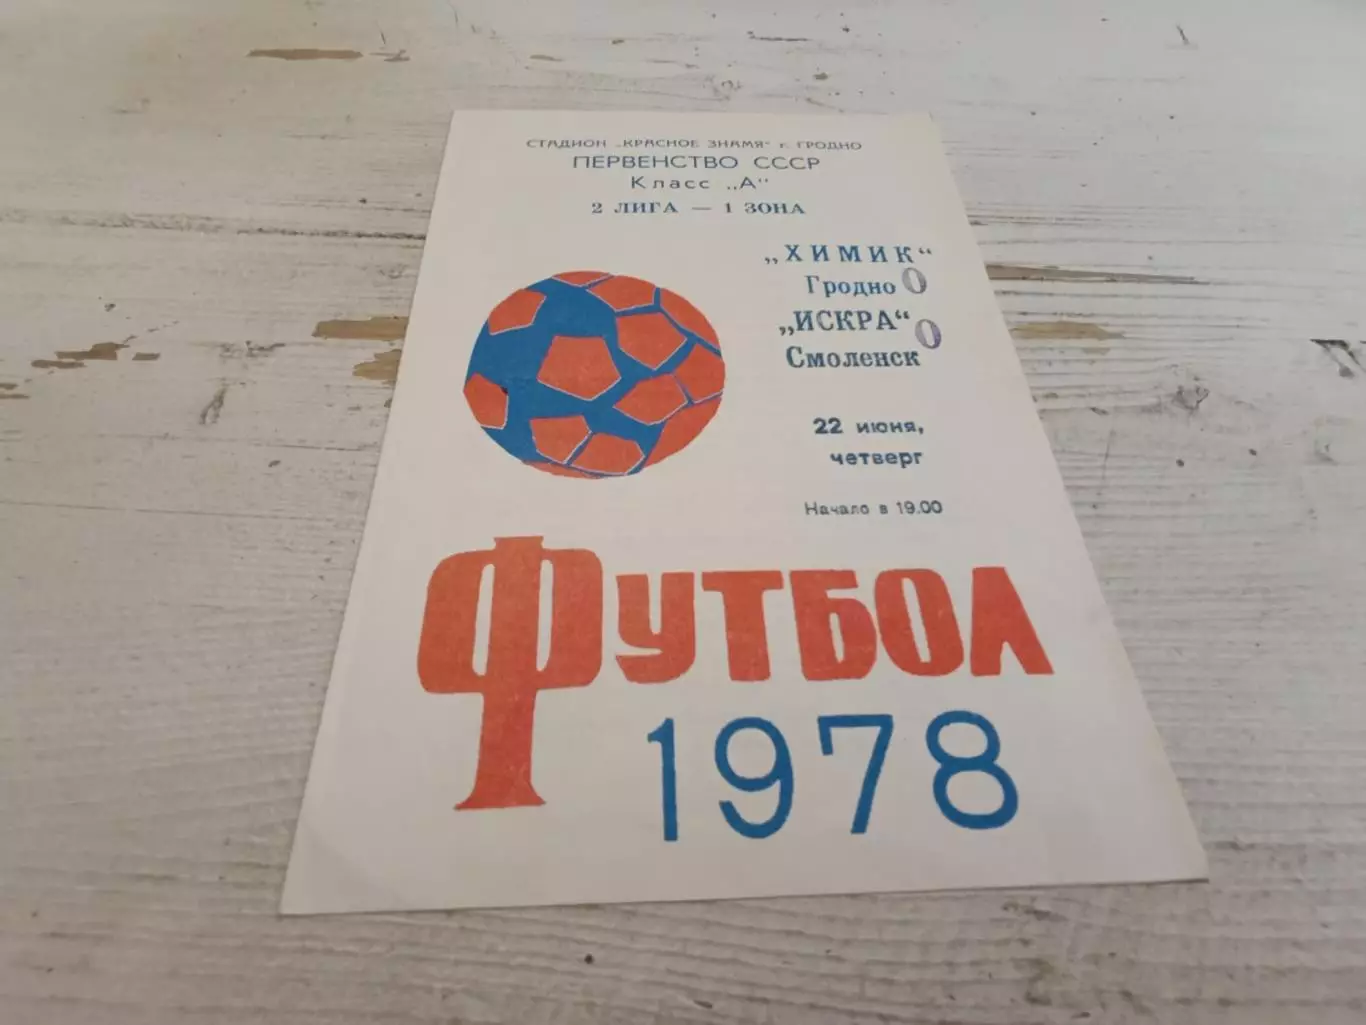 СТАДИОН „КРАСНОЕ ЗНАМЯ“ г. ГРОДНО
ПЕРВЕНСТВО СССР
Класс „А“
2 ЛИГА — 1 ЗОНА
„ХИМИК“
Гродно 0
„ИСКРА“ 0
Смоленск
22 июня,
четверг
Начало в 19.00
ФУТБОЛ
1978